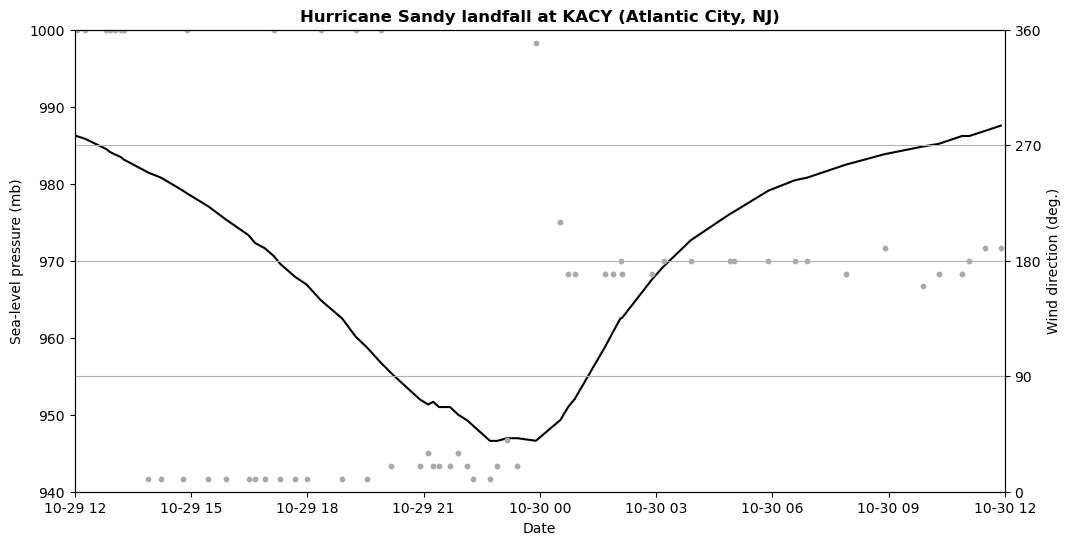 Hurricane Sandy landfall at KACY (Atlantic City, NJ)
1000
990
980
970
960
950
940
Sea-level pressure (mb)
360
270
180
90
0
Wind direction (deg.)
10-29 12 10-29 15 10-29 18 10-29 21 10-30 00 10-30 03 10-30 06 10-30 09 10-30 12
Date